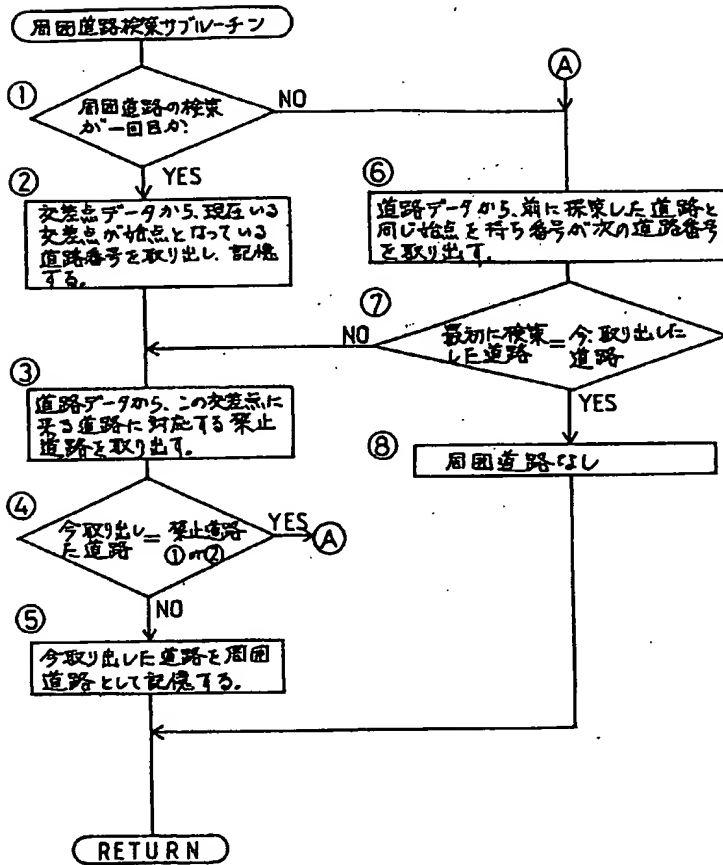 周囲道路検索サブルーチン
①
周囲道路の検索
が一回目か?
NO
YES
②
交差点データから、現在いる
交差点が始点となっている
道路番号を取り出し、記憶
する。
③
道路データから、この交差点に
来る道路に対応する禁止
道路を取り出す。
④
今取り出し
た道路
=
禁止道路
① or ②
YES
Ⓐ
NO
⑤
今取り出した道路を周囲
道路として記憶する。
Ⓐ
⑥
道路データから、前に探索した道路と
同じ始点を持ち番号が次の道路番号
を取り出す。
⑦
最初に検索
した道路
=
今、取り出した
道路
NO
YES
⑧
周囲道路なし
RETURN